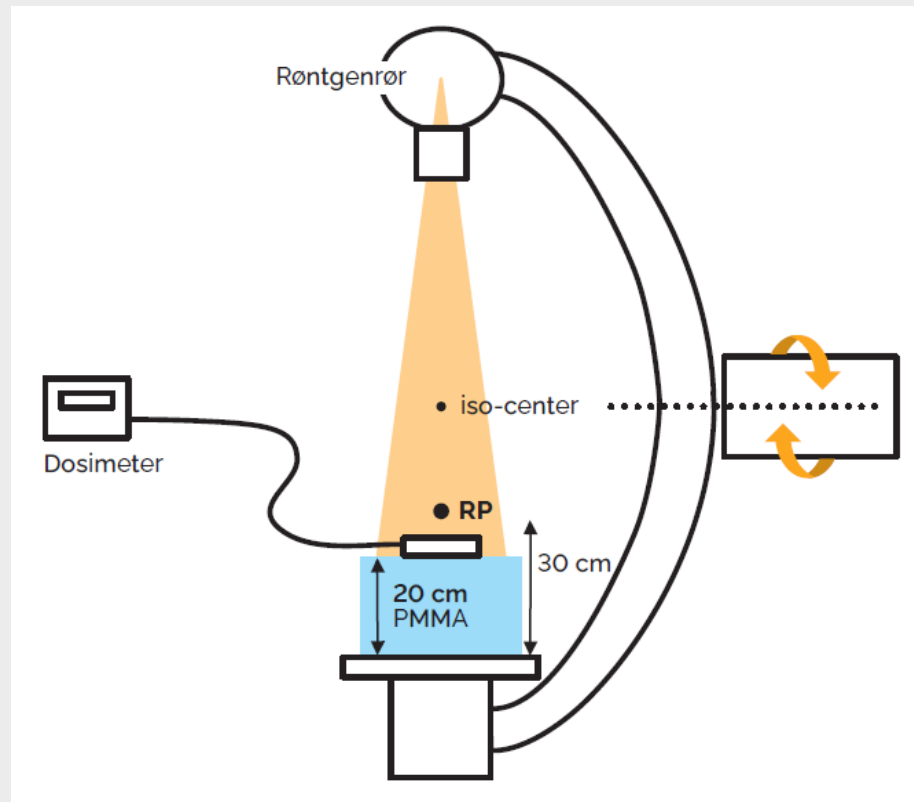 Røntgenrør
iso-center
Dosimeter
RP
30 cm
20 cm
PMMA